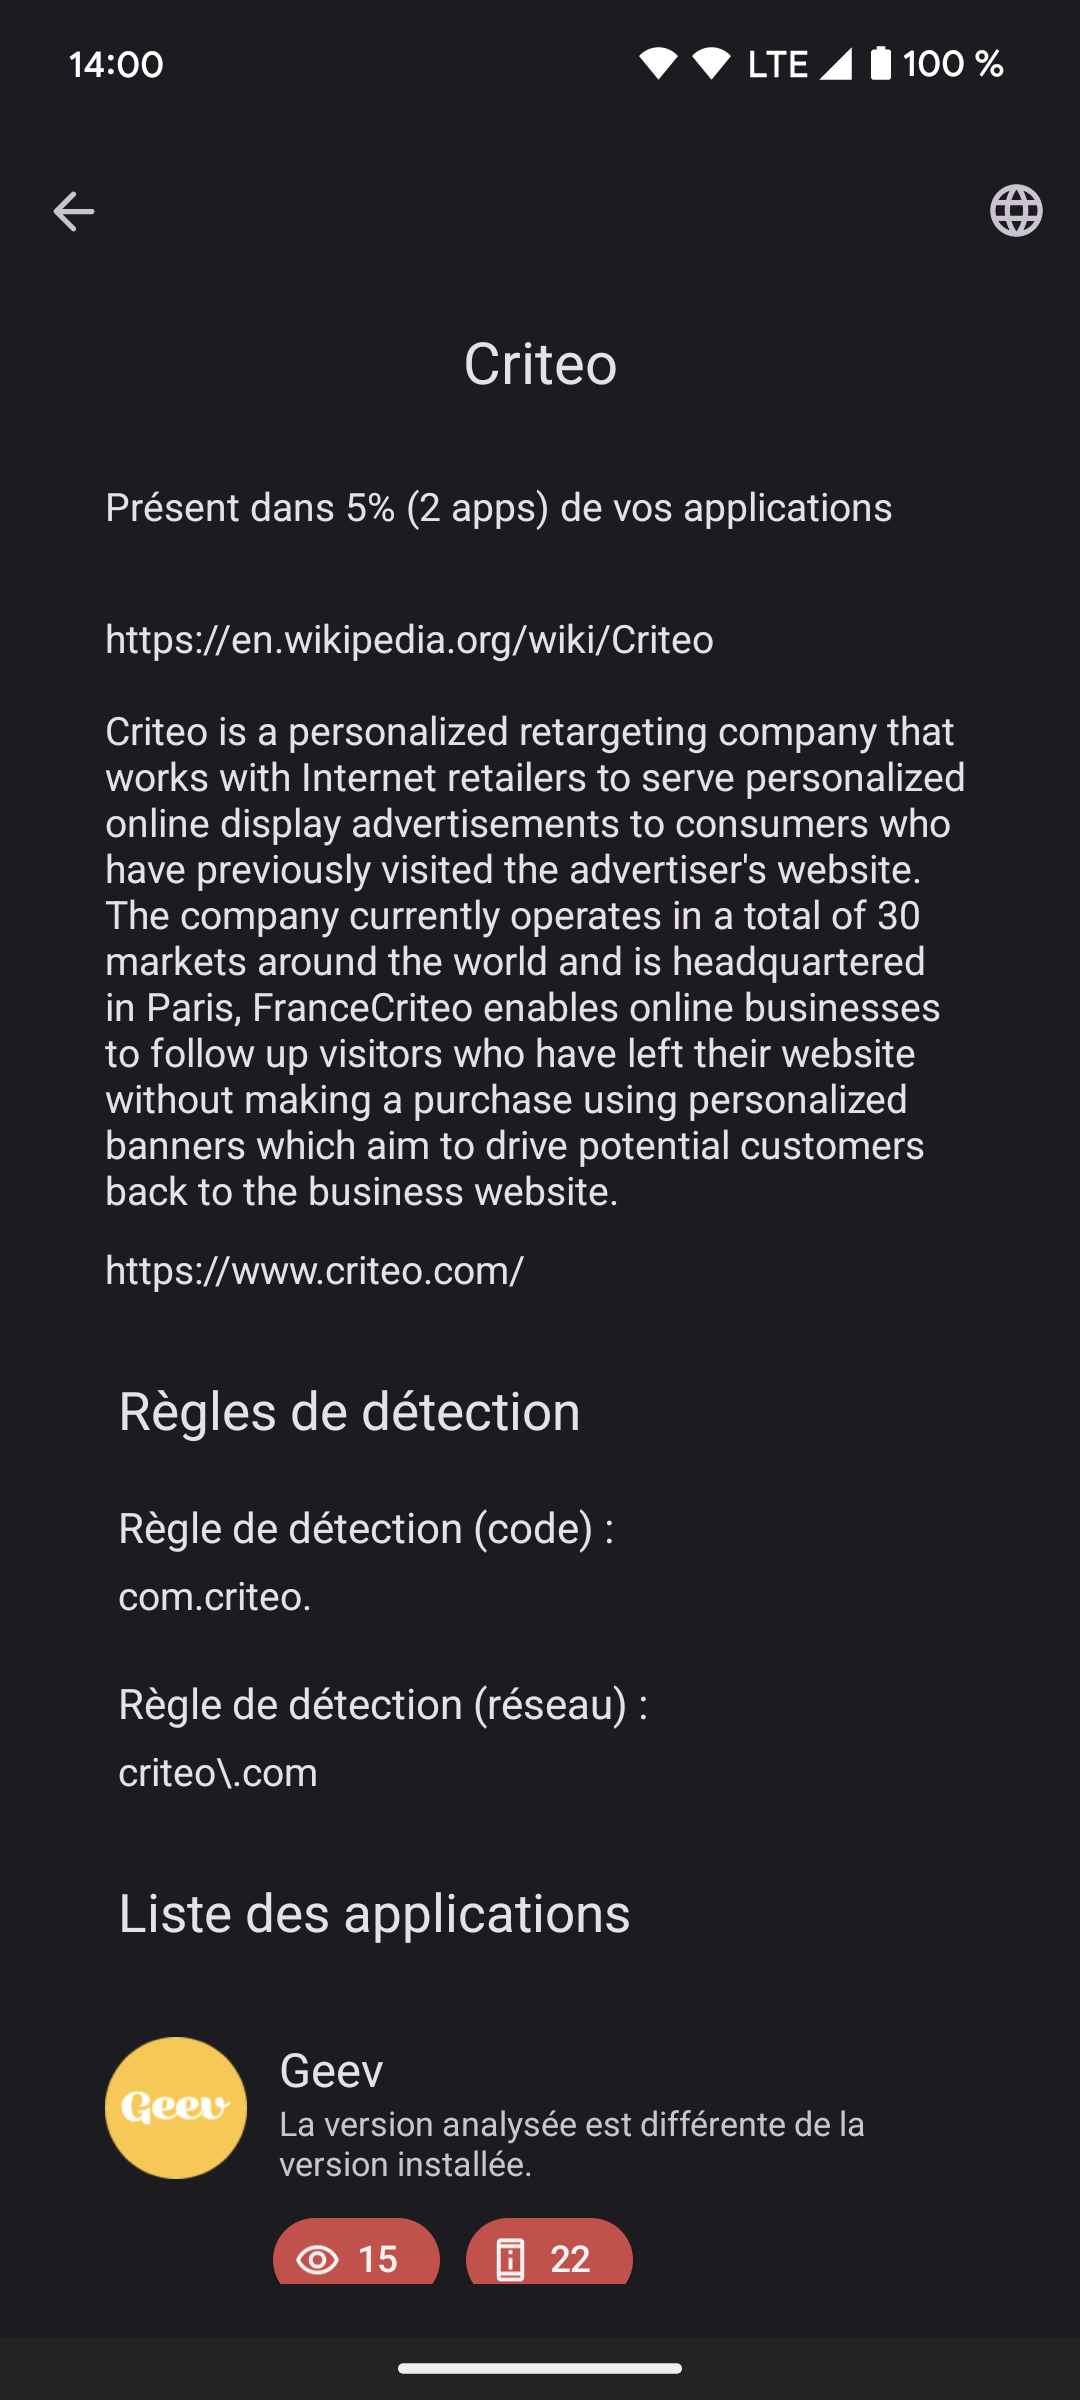 14:00
LTE 100 %
Criteo
Présent dans 5% (2 apps) de vos applications
https://en.wikipedia.org/wiki/Criteo
Criteo is a personalized retargeting company that
works with Internet retailers to serve personalized
online display advertisements to consumers who
have previously visited the advertiser's website.
The company currently operates in a total of 30
markets around the world and is headquartered
in Paris, FranceCriteo enables online businesses
to follow up visitors who have left their website
without making a purchase using personalized
banners which aim to drive potential customers
back to the business website.
https://www.criteo.com/
Règles de détection
Règle de détection (code) :
com.criteo.
Règle de détection (réseau) :
criteo\.com
Liste des applications
Geev
Geev
La version analysée est différente de la
version installée.
15
22